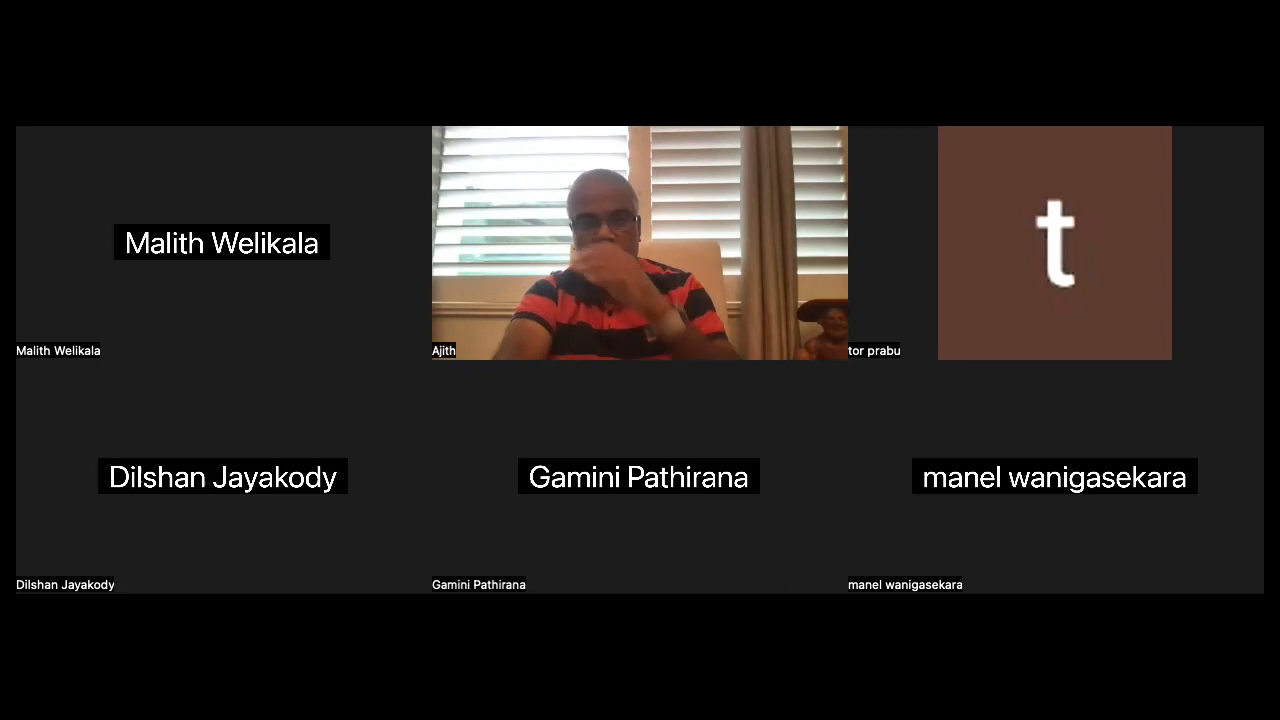 Malith Welikala
Malith Welikala
Ajith
t
tor prabu
Dilshan Jayakody
Dilshan Jayakody
Gamini Pathirana
Gamini Pathirana
manel wanigasekara
manel wanigasekara